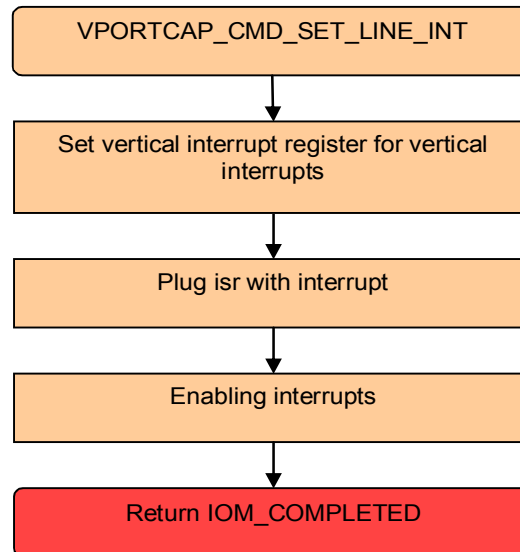 VPORTCAP_CMD_SET_LINE_INT
Set vertical interrupt register for vertical
interrupts
Plug isr with interrupt
Enabling interrupts
Return IOM_COMPLETED